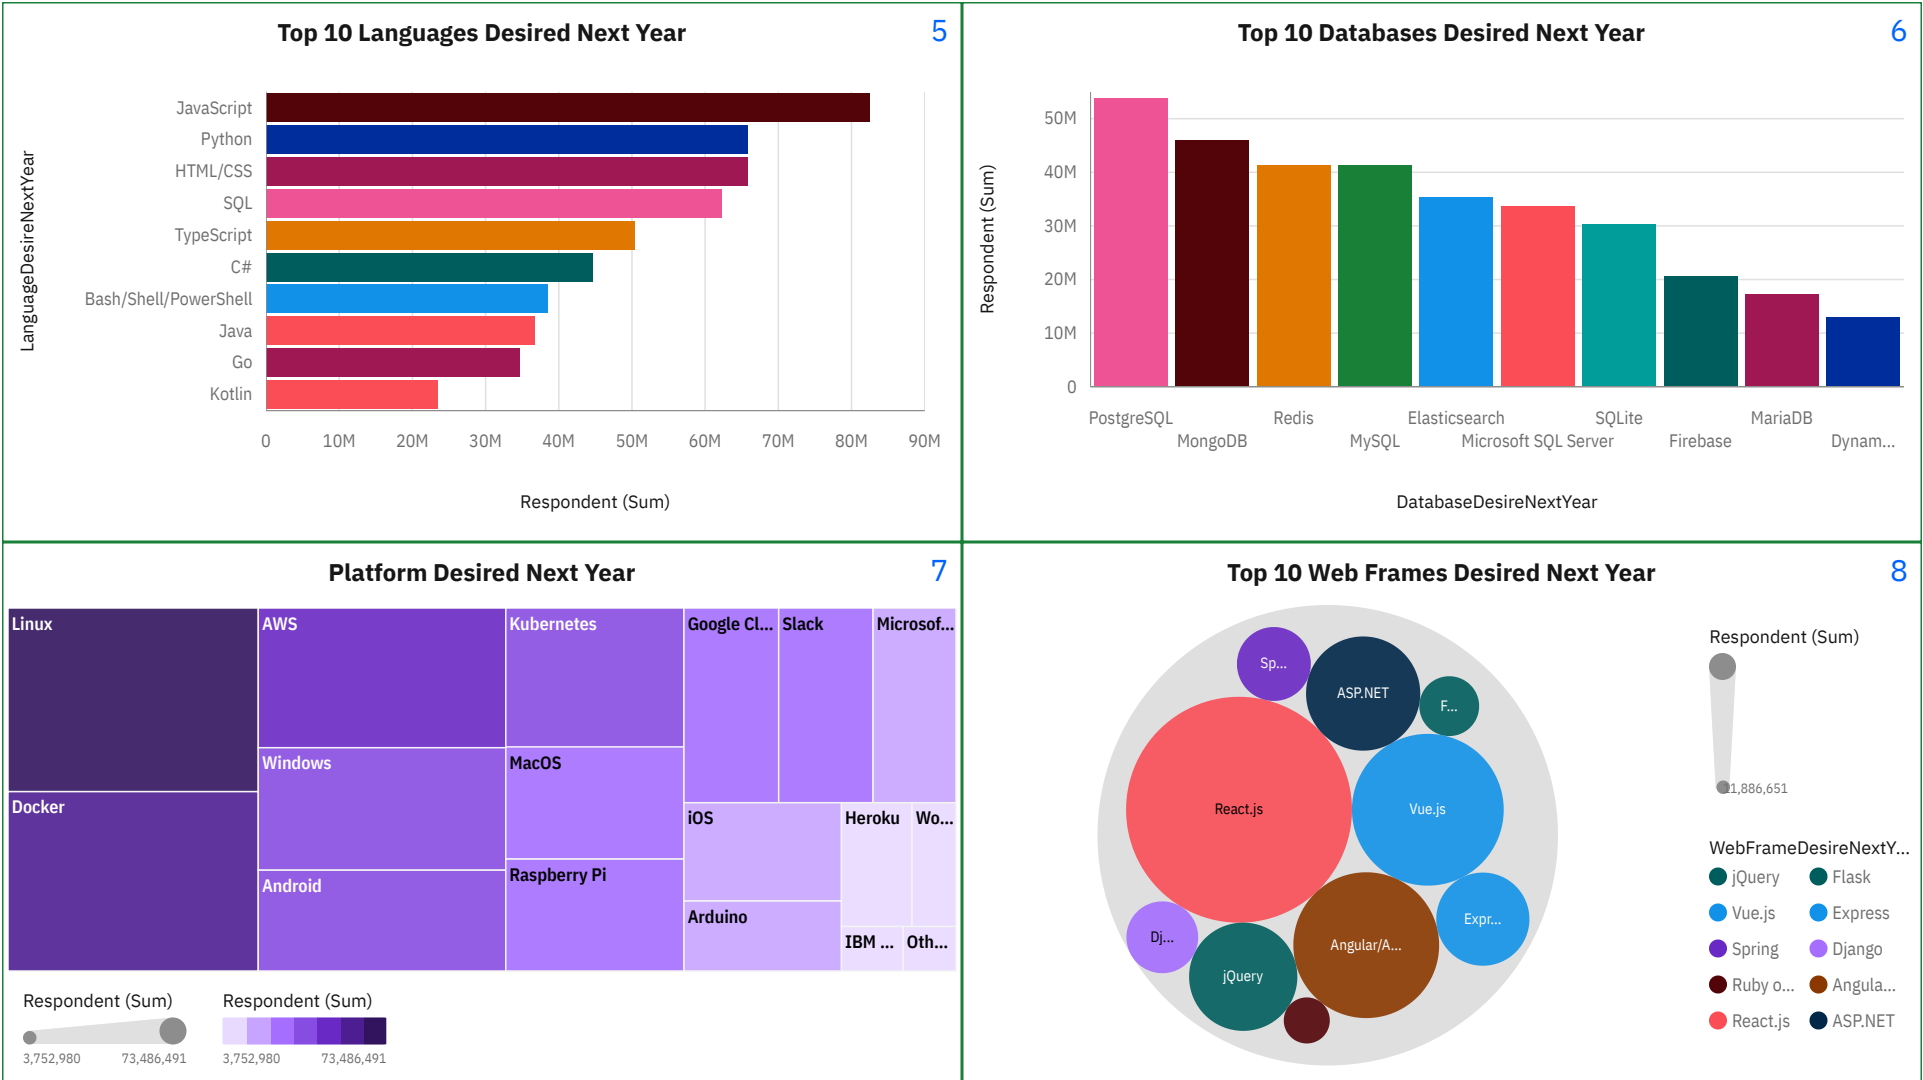 Top 10 Languages Desired Next Year
5
LanguageDesireNextYear
JavaScript
Python
HTML/CSS
SQL
TypeScript
C#
Bash/Shell/PowerShell
Java
Go
Kotlin
0 10M 20M 30M 40M 50M 60M 70M 80M 90M
Respondent (Sum)
Top 10 Databases Desired Next Year
6
Respondent (Sum)
50M
40M
30M
20M
10M
0
PostgreSQL Redis Elasticsearch SQLite MariaDB
MongoDB MySQL Microsoft SQL Server Firebase Dynam...
DatabaseDesireNextYear
Platform Desired Next Year
7
Linux
Docker
AWS
Windows
Android
Kubernetes
MacOS
Raspberry Pi
Google Cl...
Slack
Microsof...
iOS
Arduino
Heroku
Wo...
IBM ...
Oth...
Respondent (Sum)
3,752,980 73,486,491
Respondent (Sum)
3,752,980 73,486,491
Top 10 Web Frames Desired Next Year
8
Sp...
ASP.NET
F...
React.js
Vue.js
Dj...
jQuery
Angular/A...
Expr...
Respondent (Sum)
11,886,651
WebFrameDesireNextY...
jQuery Flask
Vue.js Express
Spring Django
Ruby o... Angula...
React.js ASP.NET